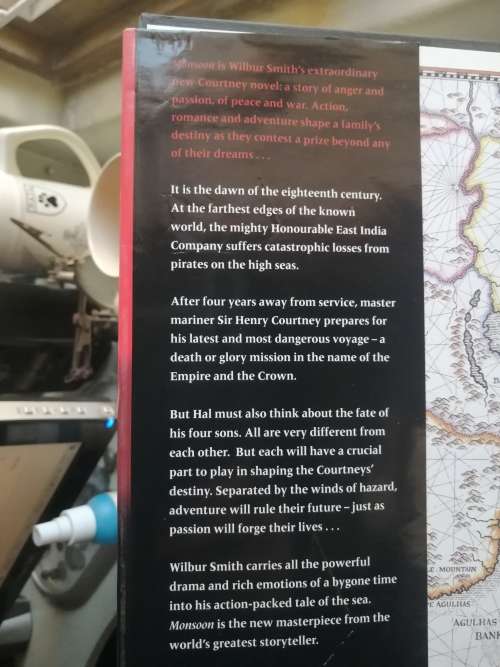 Monsoon is Wilbur Smith's extraordinary
new Courtney novel: a story of anger and
passion, of peace and war. Action,
romance and adventure shape a family's
destiny as they contest a prize beyond any
of their dreams . . .
It is the dawn of the eighteenth century.
At the farthest edges of the known
world, the mighty Honourable East India
Company suffers catastrophic losses from
pirates on the high seas.
After four years away from service, master
mariner Sir Henry Courtney prepares for
his latest and most dangerous voyage – a
death or glory mission in the name of the
Empire and the Crown.
But Hal must also think about the fate of
his four sons. All are very different from
each other. But each will have a crucial
part to play in shaping the Courtneys'
destiny. Separated by the winds of hazard,
adventure will rule their future – just as
passion will forge their lives . . .
Wilbur Smith carries all the powerful
drama and rich emotions of a bygone time
into his action-packed tale of the sea.
Monsoon is the new masterpiece from the
world's greatest storyteller.
MOUNTAIN
AGULHAS
AGULHAS
BANK